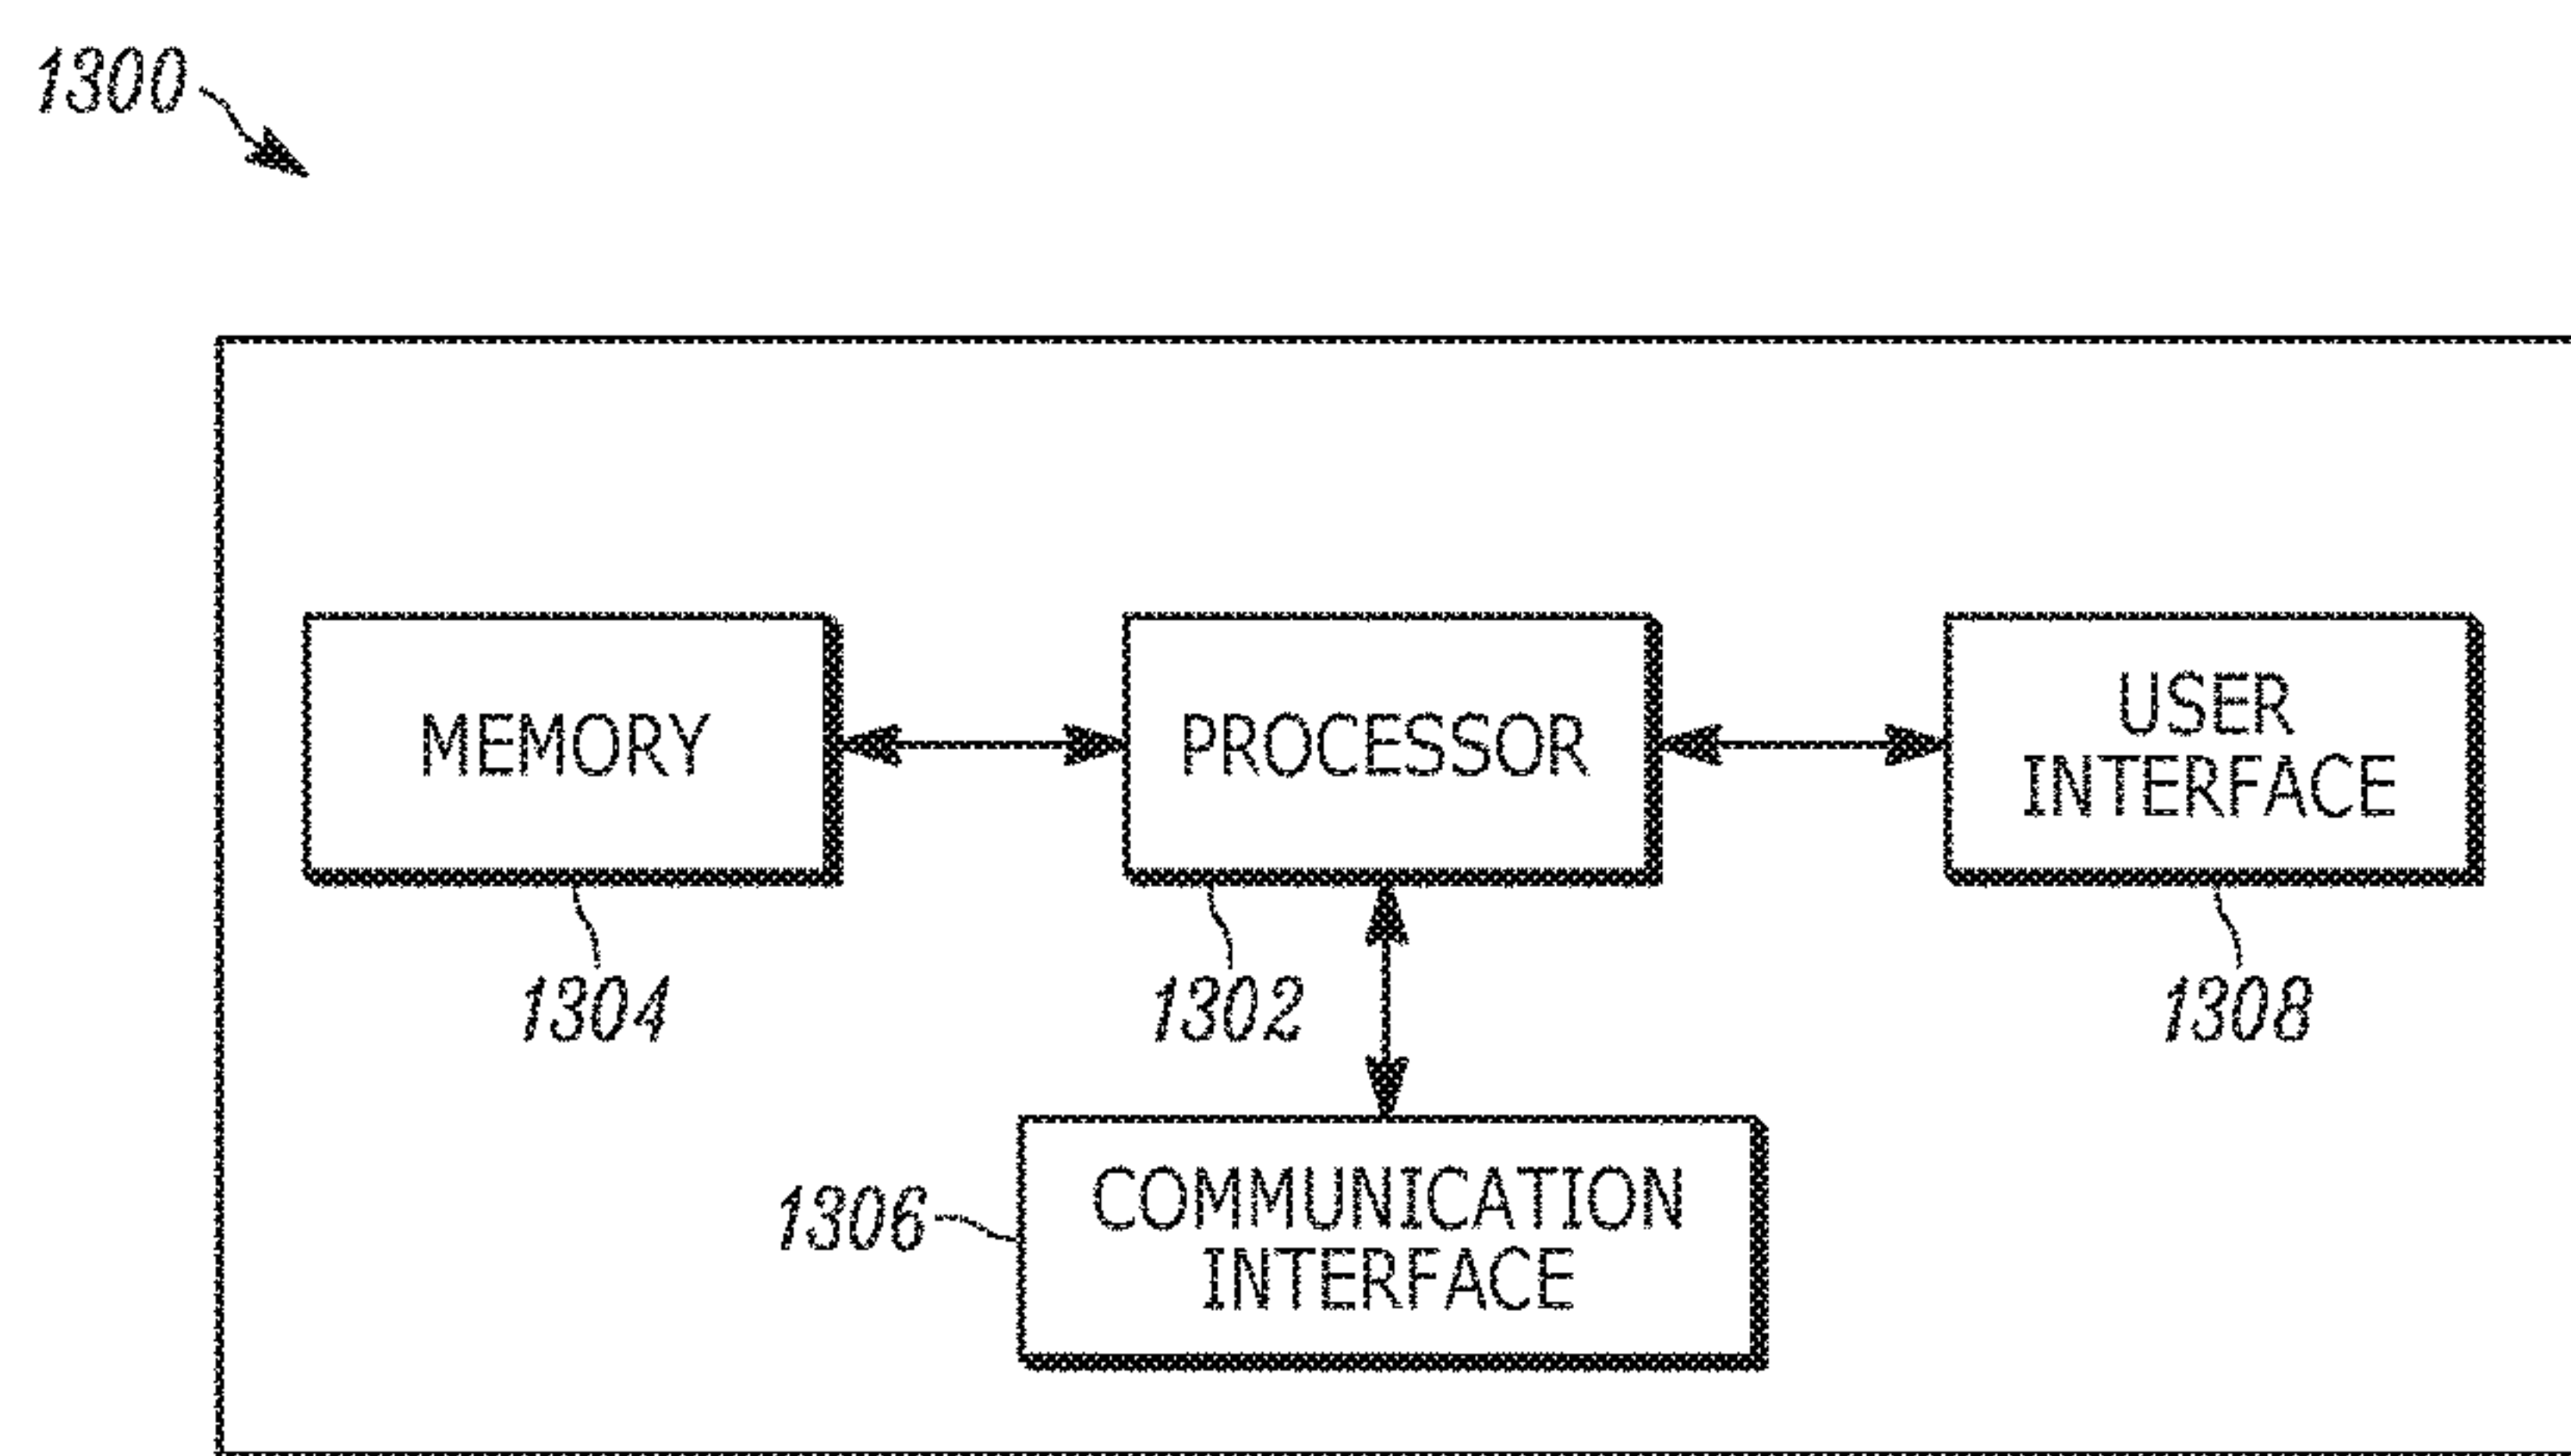 1300
MEMORY
PROCESSOR
USER
INTERFACE
1304
1302
1308
1306
COMMUNICATION
INTERFACE